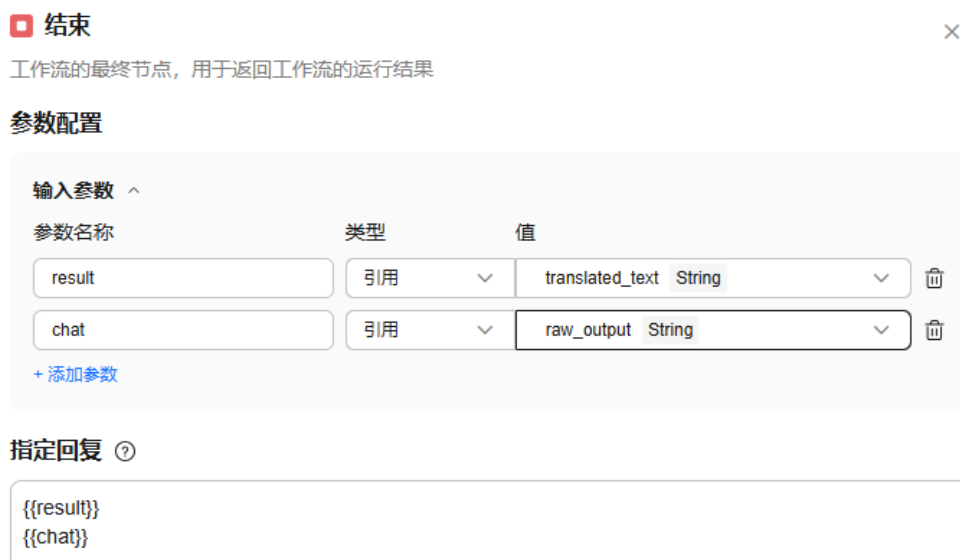 结束
工作流的最终节点，用于返回工作流的运行结果
参数配置
输入参数
参数名称 类型 值
result 引用 translated_text String
chat 引用 raw_output String
+ 添加参数
指定回复 ?
{{result}}
{{chat}}